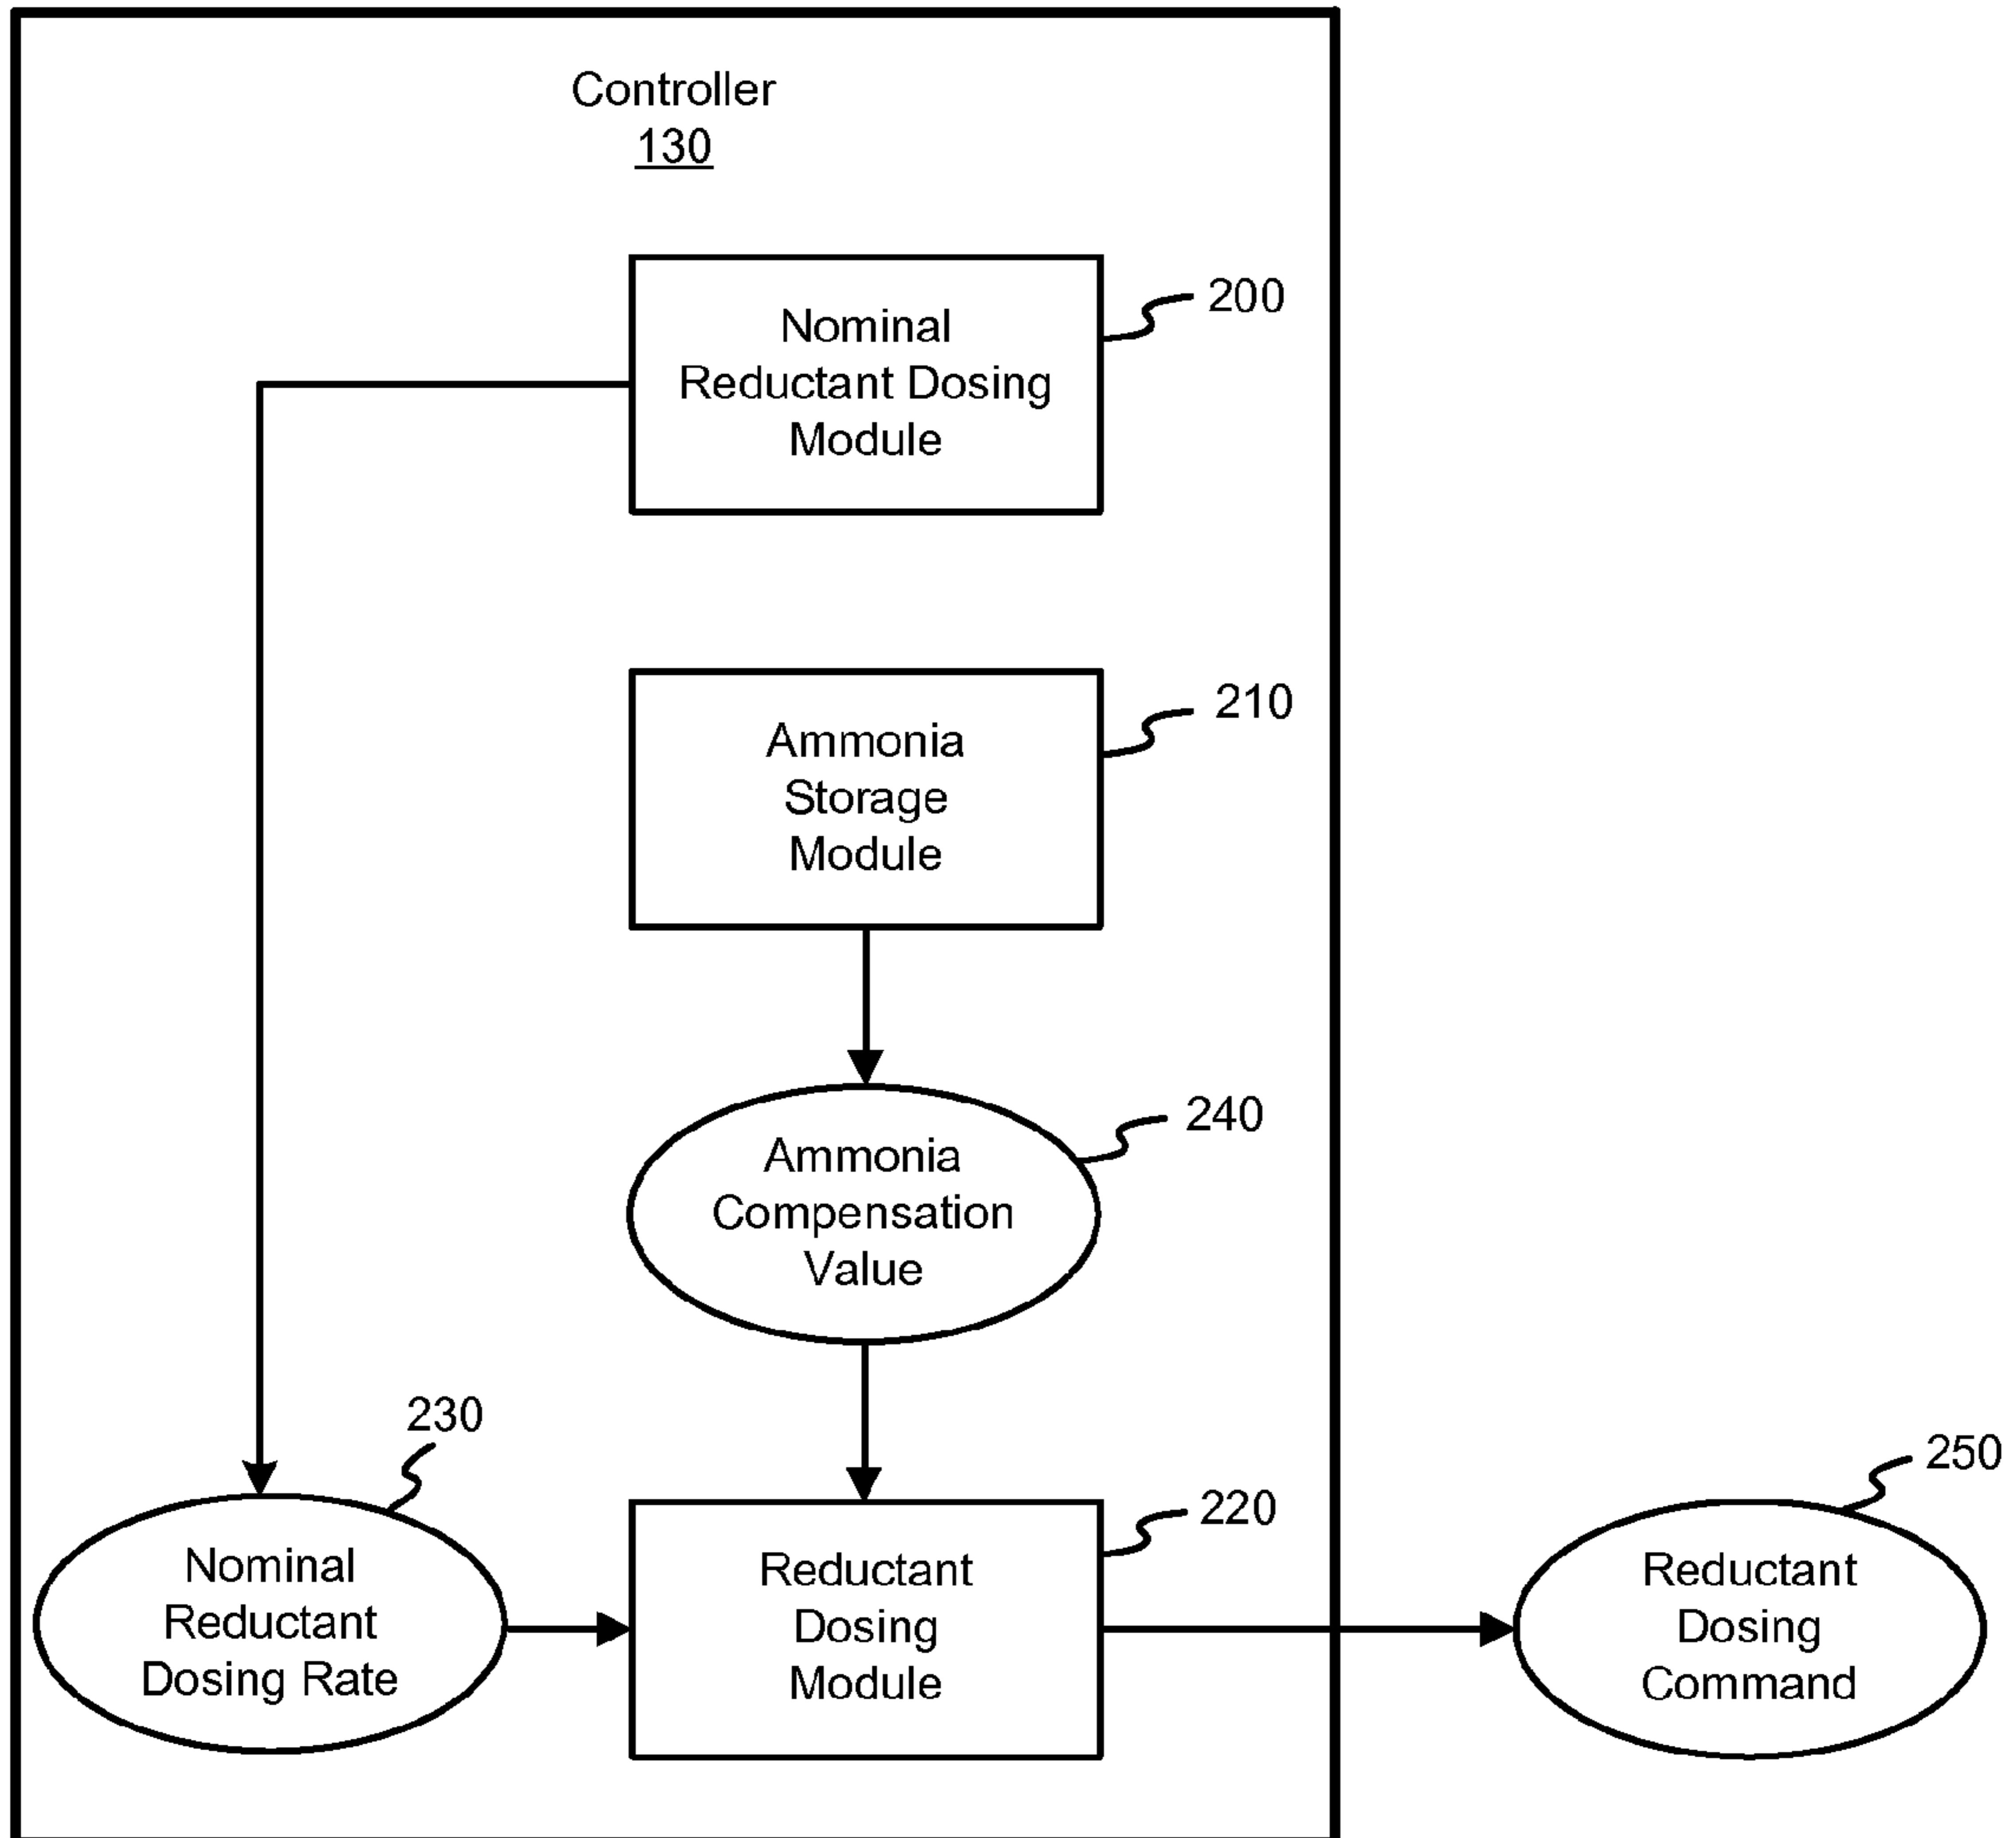 Controller
130
Nominal
Reductant Dosing
Module
200
Ammonia
Storage
Module
210
Ammonia
Compensation
Value
240
Nominal
Reductant
Dosing Rate
230
Reductant
Dosing
Module
220
Reductant
Dosing
Command
250